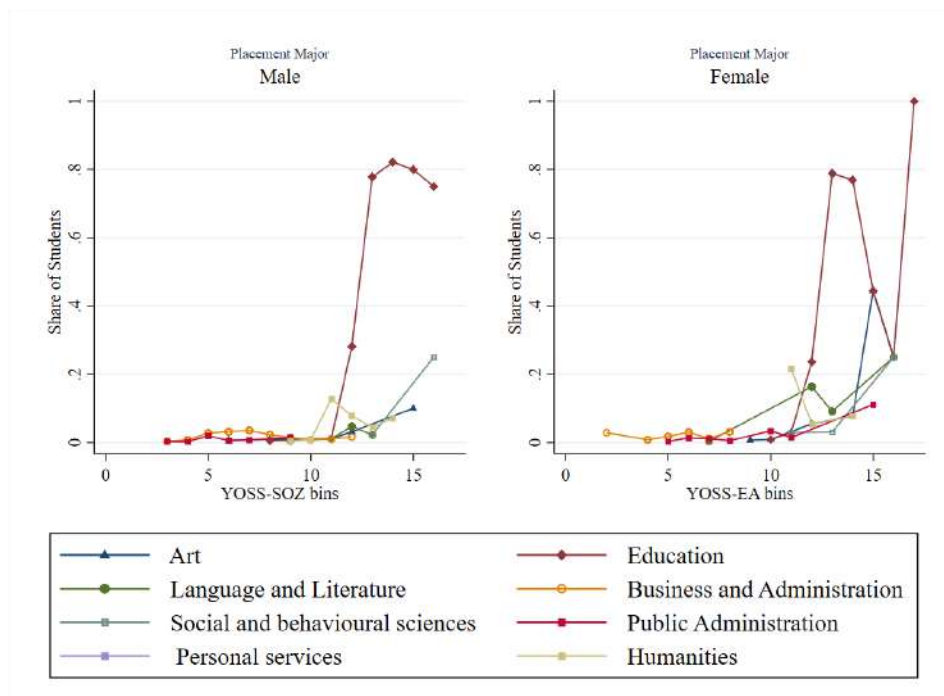 Placement Major
Male
Share of Students
1
.8
.6
.4
.2
0
0 5 10 15
YOSS-SOZ bins
Placement Major
Female
Share of Students
1
.8
.6
.4
.2
0
0 5 10 15
YOSS-EA bins
Art
Education
Language and Literature
Business and Administration
Social and behavioural sciences
Public Administration
Personal services
Humanities